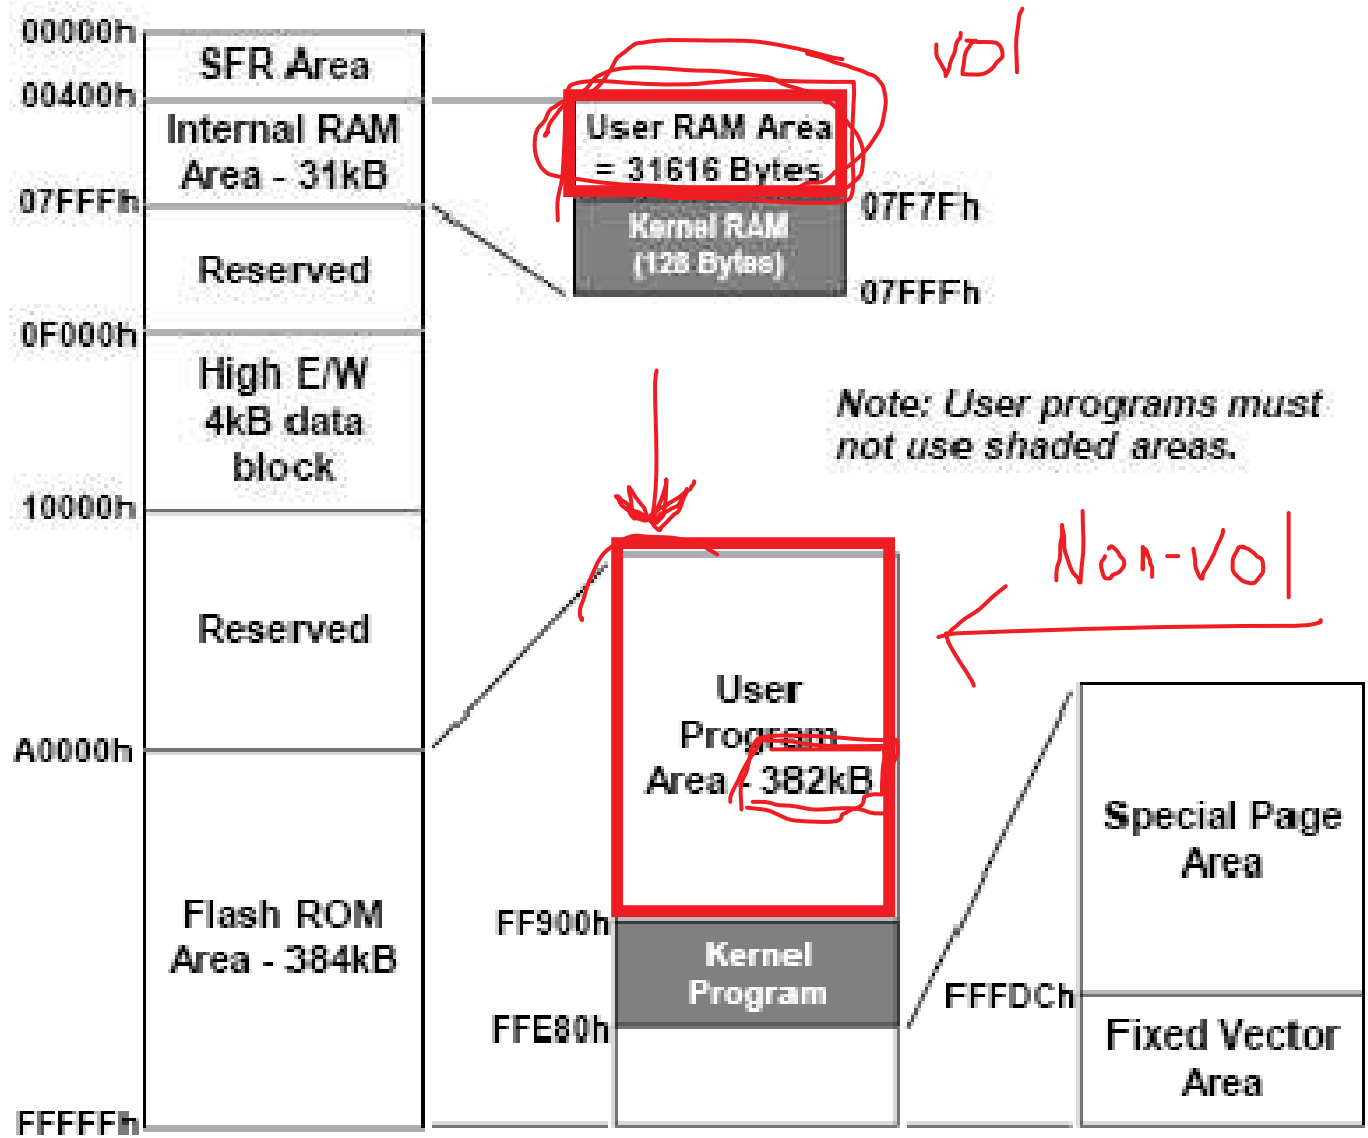 00000h
SFR Area
00400h
Internal RAM
Area - 31kB
07FFFh
Reserved
0F000h
High E/W
4kB data
block
10000h
Reserved
A0000h
Flash ROM
Area - 384kB
FFFFFh
vol
User RAM Area
= 31616 Bytes
07F7Fh
Kernel RAM
(128 Bytes)
07FFFh
Note: User programs must
not use shaded areas.
Non-vol
User
Program
Area - 382kB
FF900h
Kernel
Program
FFE80h
Special Page
Area
FFFDCh
Fixed Vector
Area